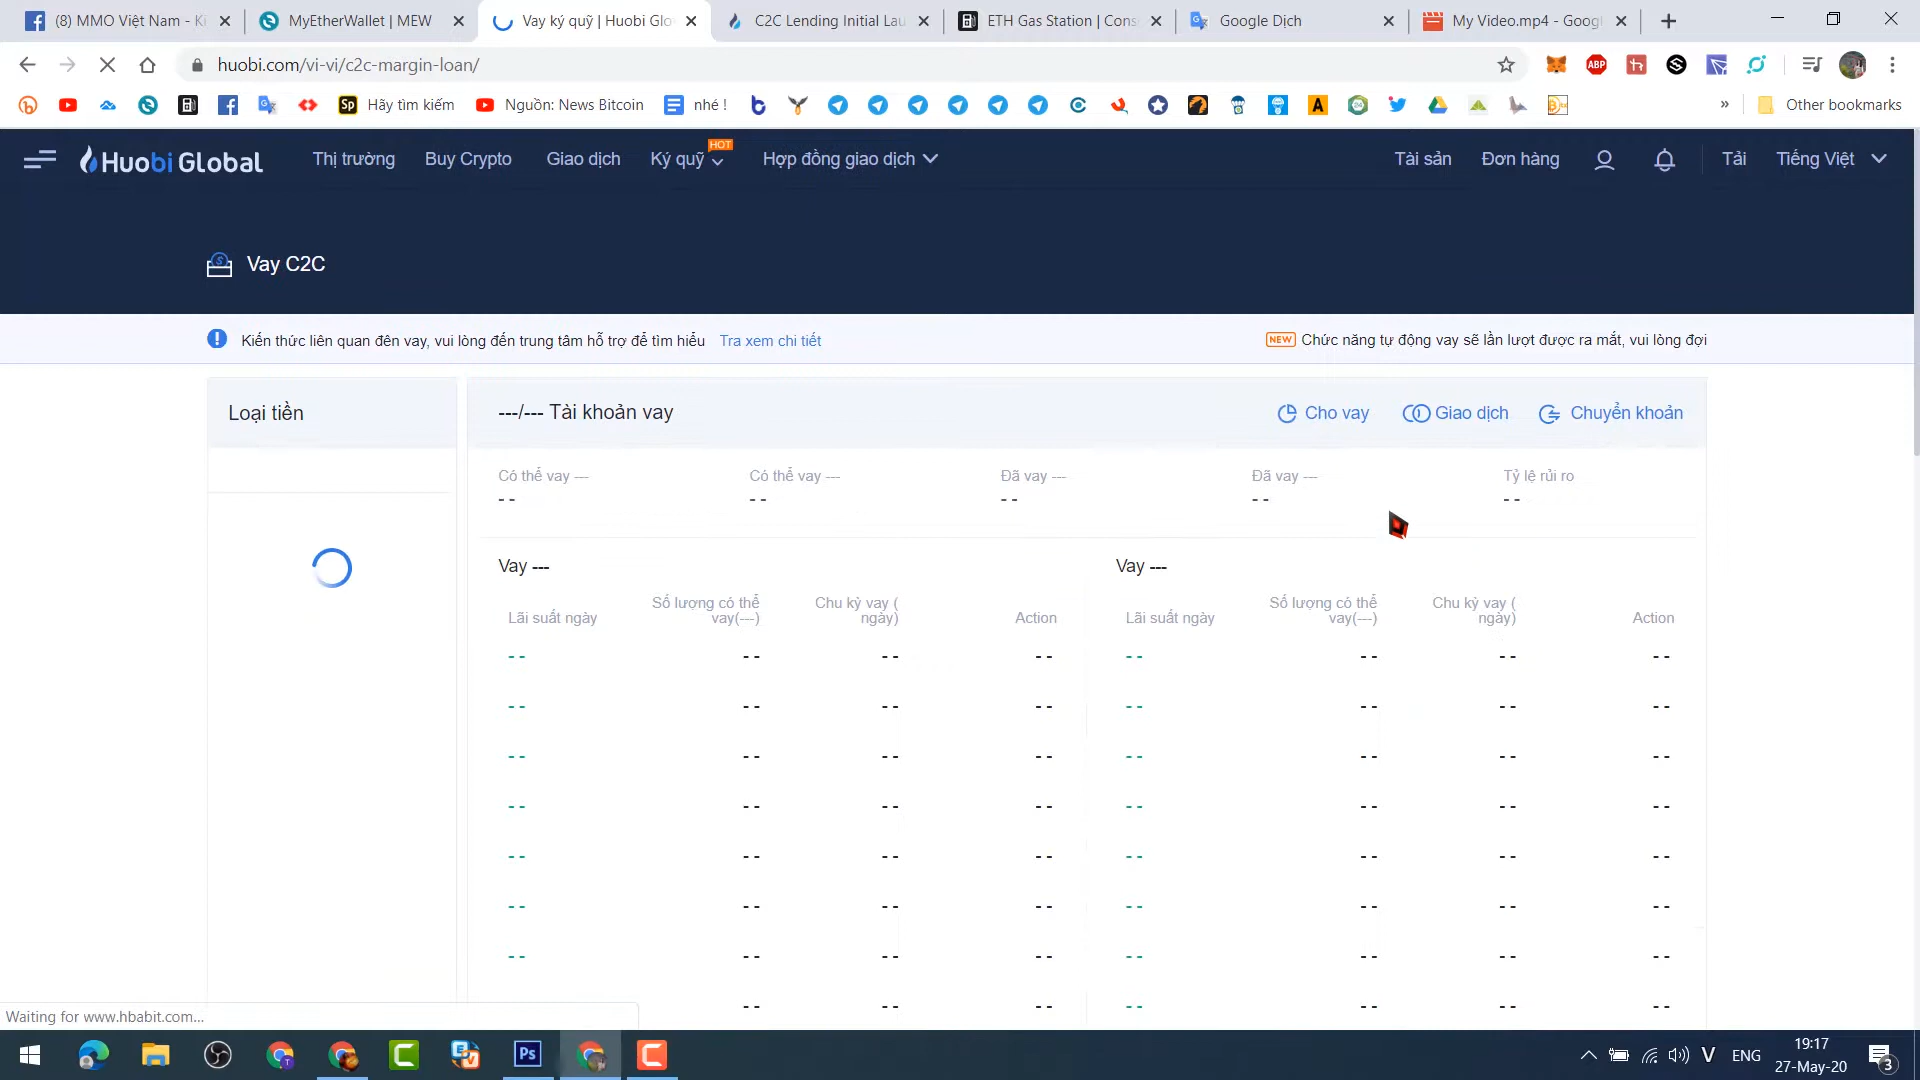 (8) MMO Việt Nam - Ki
MyEtherWallet | MEW
Vay ký quỹ | Huobi Glo
C2C Lending Initial Lau
ETH Gas Station | Cons
Google Dịch
My Video.mp4 - Googl
huobi.com/vi-vi/c2c-margin-loan/
ABP
Sp
Hãy tìm kiếm
Nguồn: News Bitcoin
nhé !
»
Other bookmarks
Huobi Global
Thị trường
Buy Crypto
Giao dịch
Ký quỹ
HOT
Hợp đồng giao dịch
Tài sản
Đơn hàng
Tải
Tiếng Việt
Vay C2C
Kiến thức liên quan đên vay, vui lòng đến trung tâm hỗ trợ để tìm hiểu Tra xem chi tiết
NEW Chức năng tự động vay sẽ lần lượt được ra mắt, vui lòng đợi
Loại tiền
---/--- Tài khoản vay
Cho vay
Giao dịch
Chuyển khoản
Có thể vay ---
Có thể vay ---
Đã vay ---
Đã vay ---
Tỷ lệ rủi ro
- -
- -
- -
- -
- -
Vay ---
Vay ---
Lãi suất ngày
Số lượng có thể
vay(---)
Chu kỳ vay (
ngày)
Action
Lãi suất ngày
Số lượng có thể
vay(---)
Chu kỳ vay (
ngày)
Action
- - - - - - - - - - - - - - - -
- - - - - - - - - - - - - - - -
- - - - - - - - - - - - - - - -
- - - - - - - - - - - - - - - -
- - - - - - - - - - - - - - - -
- - - - - - - - - - - - - - - -
- - - - - - - - - - - - - - - -
- - - - - - - - - - - - - -
Waiting for www.hbabit.com...
Ps
V
ENG
19:17
27-May-20
3